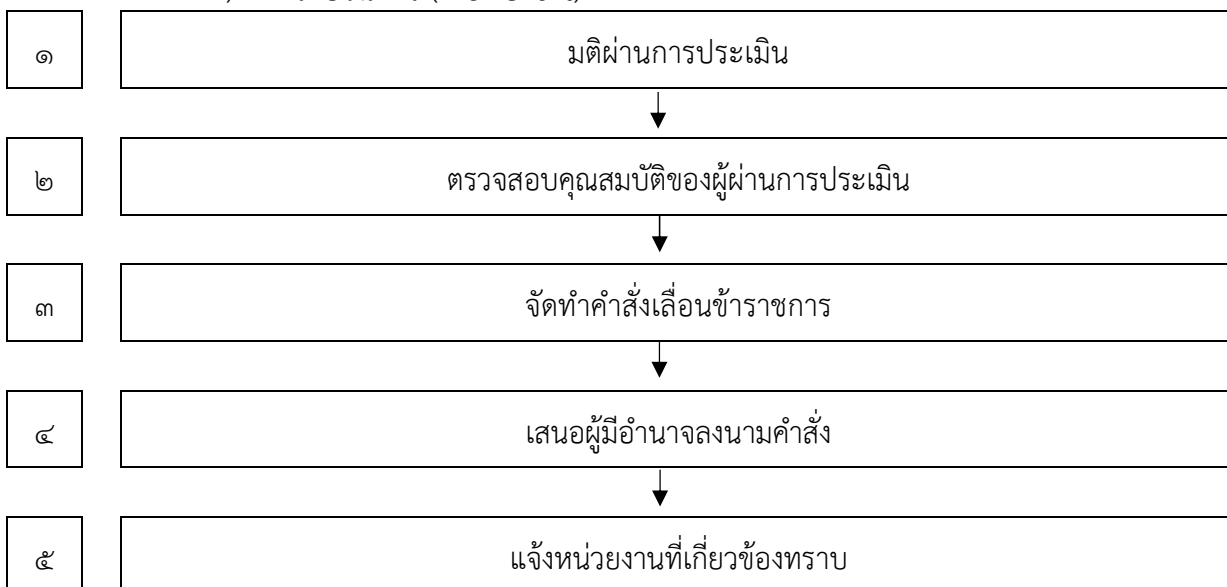 ๑ มติผ่านการประเมิน
๒ ตรวจสอบคุณสมบัติของผู้ผ่านการประเมิน
๓ จัดทำคำสั่งเลื่อนข้าราชการ
๔ เสนอผู้มีอำนาจลงนามคำสั่ง
๕ แจ้งหน่วยงานที่เกี่ยวข้องทราบ